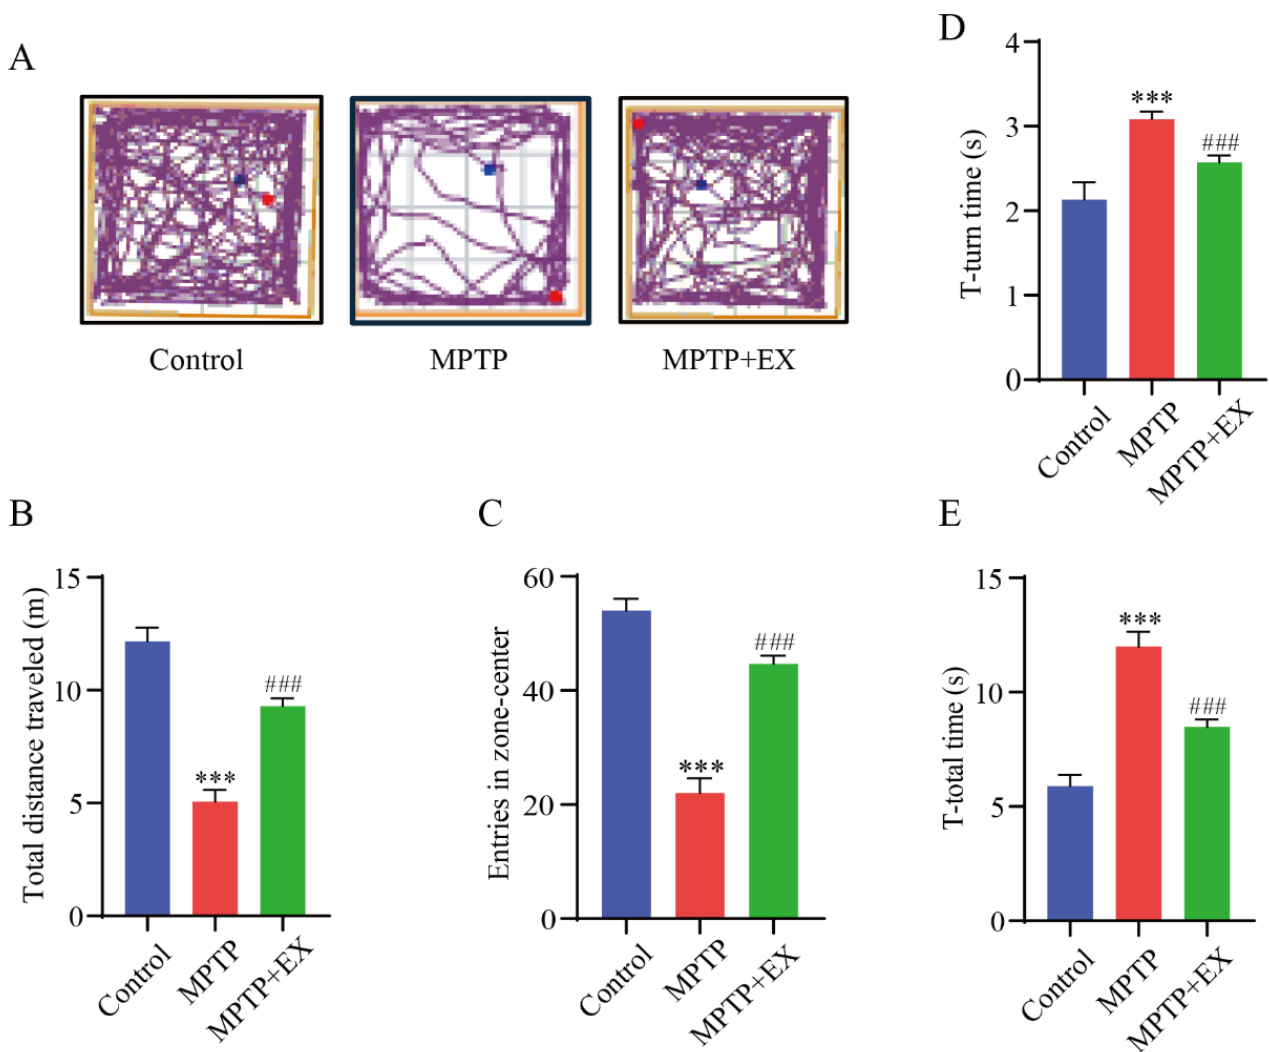 A
Control
MPTP
MPTP+EX
D
T-turn time (s)
4
3
2
1
0
***
###
Control
MPTP
MPTP+EX
B
Total distance traveled (m)
15
10
5
0
***
###
Control
MPTP
MPTP+EX
C
Entries in zone-center
60
40
20
0
***
###
Control
MPTP
MPTP+EX
E
T-total time (s)
15
10
5
0
***
###
Control
MPTP
MPTP+EX